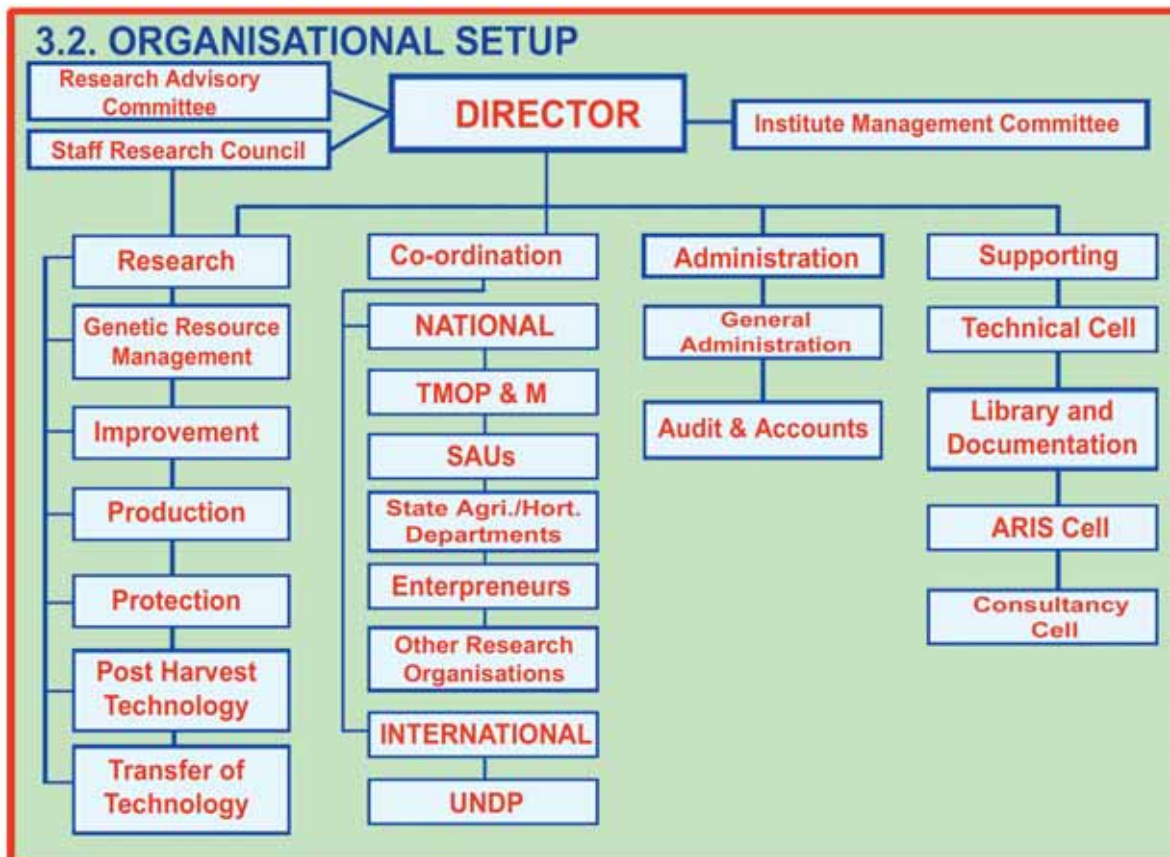 3.2. ORGANISATIONAL SETUP
Research Advisory
Committee
Staff Research Council
DIRECTOR
Institute Management Committee
Research
Genetic Resource
Management
Improvement
Production
Protection
Post Harvest
Technology
Transfer of
Technology
Co-ordination
NATIONAL
TMOP & M
SAUs
State Agri./Hort.
Departments
Enterpreneurs
Other Research
Organisations
INTERNATIONAL
UNDP
Administration
General
Administration
Audit & Accounts
Supporting
Technical Cell
Library and
Documentation
ARIS Cell
Consultancy
Cell